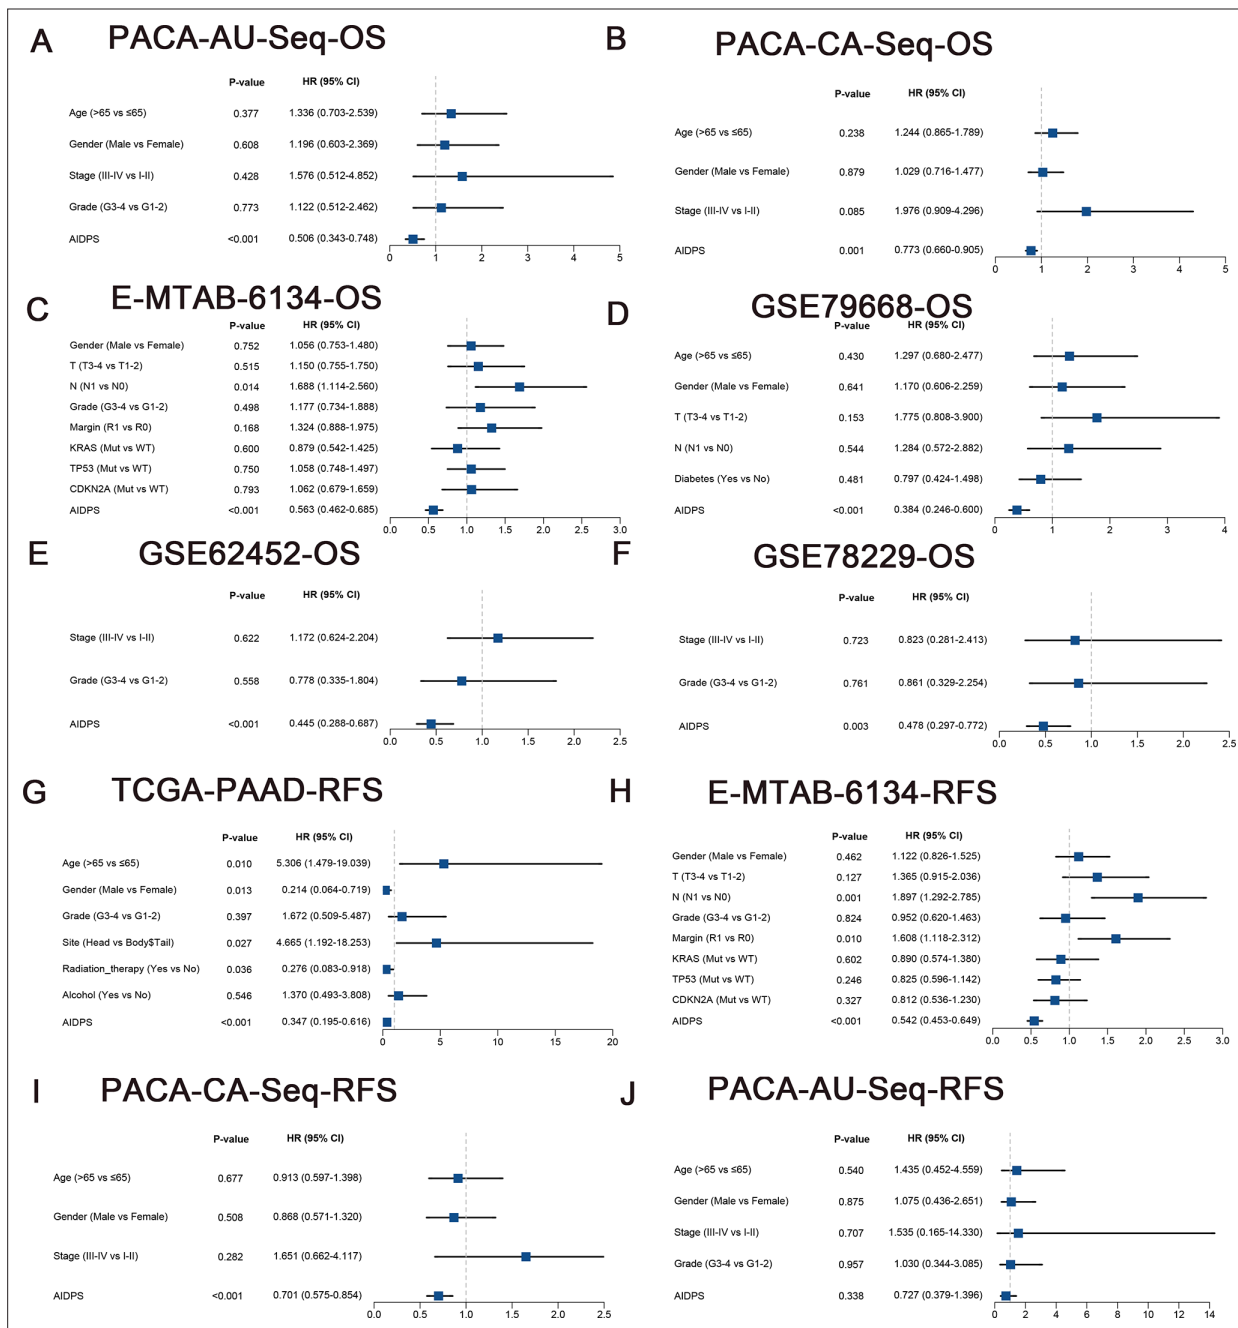 A PACA-AU-Seq-OS
P-value HR (95% CI)
Age (>65 vs ≤65) 0.377 1.336 (0.703-2.539)
Gender (Male vs Female) 0.608 1.196 (0.603-2.369)
Stage (III-IV vs I-II) 0.428 1.576 (0.512-4.852)
Grade (G3-4 vs G1-2) 0.773 1.122 (0.512-2.462)
AIDPS <0.001 0.506 (0.343-0.748)
0 1 2 3 4 5
B PACA-CA-Seq-OS
P-value HR (95% CI)
Age (>65 vs ≤65) 0.238 1.244 (0.865-1.789)
Gender (Male vs Female) 0.879 1.029 (0.716-1.477)
Stage (III-IV vs I-II) 0.085 1.976 (0.909-4.296)
AIDPS 0.001 0.773 (0.660-0.905)
0 1 2 3 4 5
C E-MTAB-6134-OS
P-value HR (95% CI)
Gender (Male vs Female) 0.752 1.056 (0.753-1.480)
T (T3-4 vs T1-2) 0.515 1.150 (0.755-1.750)
N (N1 vs N0) 0.014 1.688 (1.114-2.560)
Grade (G3-4 vs G1-2) 0.498 1.177 (0.734-1.888)
Margin (R1 vs R0) 0.168 1.324 (0.888-1.975)
KRAS (Mut vs WT) 0.600 0.879 (0.542-1.425)
TP53 (Mut vs WT) 0.750 1.058 (0.748-1.497)
CDKN2A (Mut vs WT) 0.793 1.062 (0.679-1.659)
AIDPS <0.001 0.563 (0.462-0.685)
0.0 0.5 1.0 1.5 2.0 2.5 3.0
D GSE79668-OS
P-value HR (95% CI)
Age (>65 vs ≤65) 0.430 1.297 (0.680-2.477)
Gender (Male vs Female) 0.641 1.170 (0.606-2.259)
T (T3-4 vs T1-2) 0.153 1.775 (0.808-3.900)
N (N1 vs N0) 0.544 1.284 (0.572-2.882)
Diabetes (Yes vs No) 0.481 0.797 (0.424-1.498)
AIDPS <0.001 0.384 (0.246-0.600)
0 1 2 3 4
E GSE62452-OS
P-value HR (95% CI)
Stage (III-IV vs I-II) 0.622 1.172 (0.624-2.204)
Grade (G3-4 vs G1-2) 0.558 0.778 (0.335-1.804)
AIDPS <0.001 0.445 (0.288-0.687)
0.0 0.5 1.0 1.5 2.0 2.5
F GSE78229-OS
P-value HR (95% CI)
Stage (III-IV vs I-II) 0.723 0.823 (0.281-2.413)
Grade (G3-4 vs G1-2) 0.761 0.861 (0.329-2.254)
AIDPS 0.003 0.478 (0.297-0.772)
0.0 0.5 1.0 1.5 2.0 2.5
G TCGA-PAAD-RFS
P-value HR (95% CI)
Age (>65 vs ≤65) 0.010 5.306 (1.479-19.039)
Gender (Male vs Female) 0.013 0.214 (0.064-0.719)
Grade (G3-4 vs G1-2) 0.397 1.672 (0.509-5.487)
Site (Head vs Body$Tail) 0.027 4.665 (1.192-18.253)
Radiation_therapy (Yes vs No) 0.036 0.276 (0.083-0.918)
Alcohol (Yes vs No) 0.546 1.370 (0.493-3.808)
AIDPS <0.001 0.347 (0.195-0.616)
0 5 10 15 20
H E-MTAB-6134-RFS
P-value HR (95% CI)
Gender (Male vs Female) 0.462 1.122 (0.826-1.525)
T (T3-4 vs T1-2) 0.127 1.365 (0.915-2.036)
N (N1 vs N0) 0.001 1.897 (1.292-2.785)
Grade (G3-4 vs G1-2) 0.824 0.952 (0.620-1.463)
Margin (R1 vs R0) 0.010 1.608 (1.118-2.312)
KRAS (Mut vs WT) 0.602 0.890 (0.574-1.380)
TP53 (Mut vs WT) 0.246 0.825 (0.596-1.142)
CDKN2A (Mut vs WT) 0.327 0.812 (0.536-1.230)
AIDPS <0.001 0.542 (0.453-0.649)
0.0 0.5 1.0 1.5 2.0 2.5 3.0
I PACA-CA-Seq-RFS
P-value HR (95% CI)
Age (>65 vs ≤65) 0.677 0.913 (0.597-1.398)
Gender (Male vs Female) 0.508 0.868 (0.571-1.320)
Stage (III-IV vs I-II) 0.282 1.651 (0.662-4.117)
AIDPS <0.001 0.701 (0.575-0.854)
0.0 0.5 1.0 1.5 2.0 2.5
J PACA-AU-Seq-RFS
P-value HR (95% CI)
Age (>65 vs ≤65) 0.540 1.435 (0.452-4.559)
Gender (Male vs Female) 0.875 1.075 (0.436-2.651)
Stage (III-IV vs I-II) 0.707 1.535 (0.165-14.330)
Grade (G3-4 vs G1-2) 0.957 1.030 (0.344-3.085)
AIDPS 0.338 0.727 (0.379-1.396)
0 2 4 6 8 10 12 14